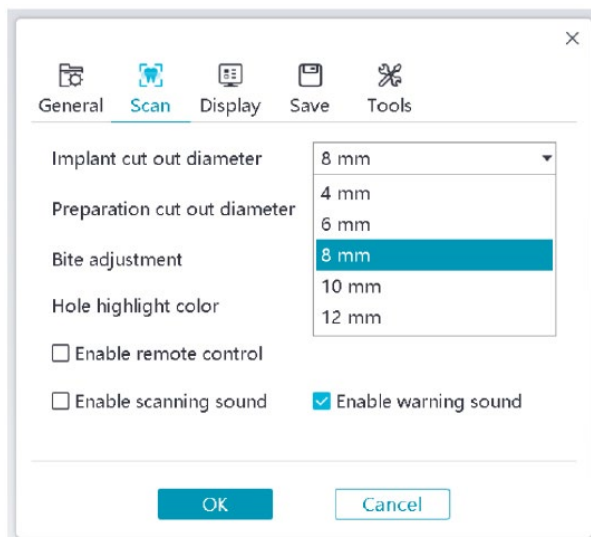 General Scan Display Save Tools
Implant cut out diameter 8 mm
4 mm
Preparation cut out diameter
6 mm
Bite adjustment 8 mm
10 mm
Hole highlight color
12 mm
Enable remote control
Enable scanning sound Enable warning sound
OK Cancel